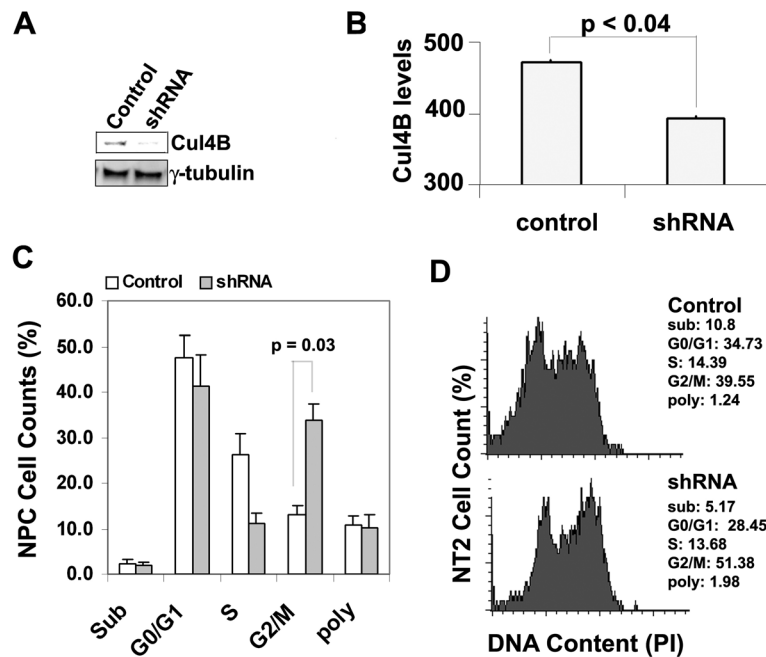 A
Control
shRNA
Cul4B
γ-tubulin
B
p < 0.04
Cul4B levels
500
400
300
control
shRNA
C
Control
shRNA
NPC Cell Counts (%)
60.0
50.0
40.0
30.0
20.0
10.0
0.0
p = 0.03
Sub
G0/G1
S
G2/M
poly
D
NT2 Cell Count (%)
Control
sub: 10.8
G0/G1: 34.73
S: 14.39
G2/M: 39.55
poly: 1.24
shRNA
sub: 5.17
G0/G1: 28.45
S: 13.68
G2/M: 51.38
poly: 1.98
DNA Content (PI)